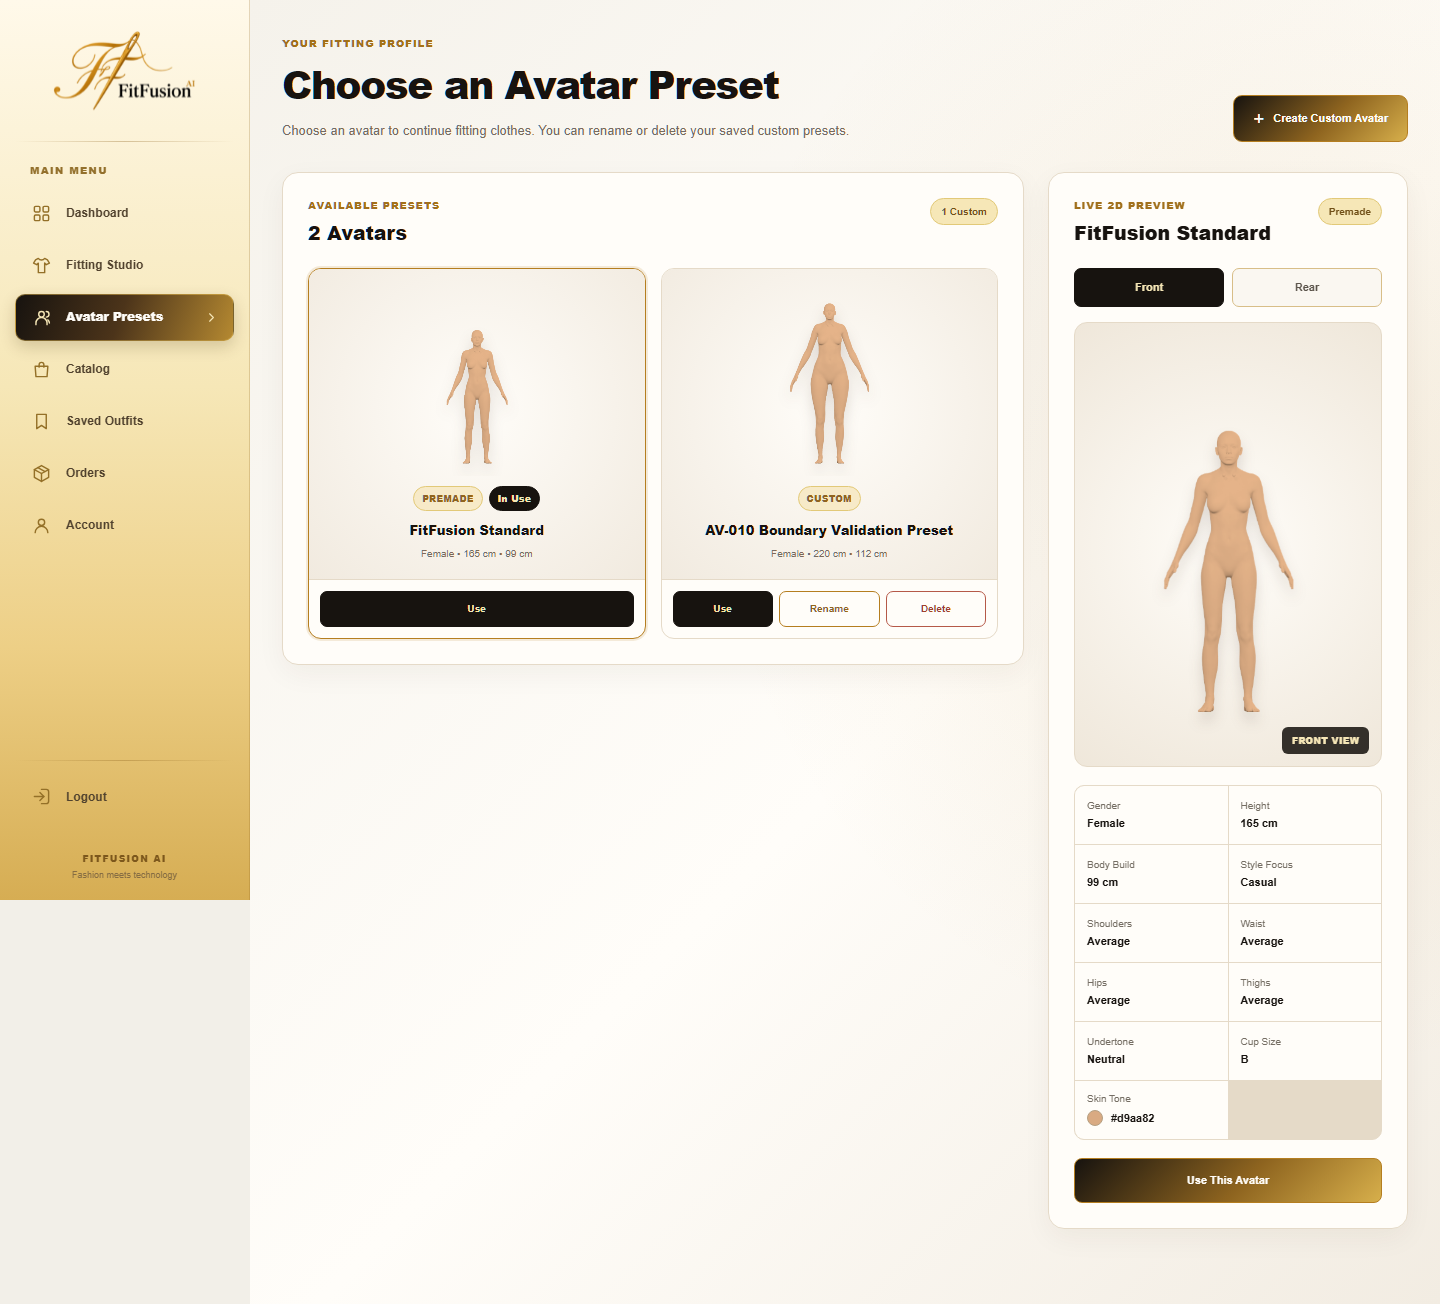 FitFusion AI
MAIN MENU
Dashboard
Fitting Studio
Avatar Presets
Catalog
Saved Outfits
Orders
Account
Logout
FITFUSION AI
Fashion meets technology
YOUR FITTING PROFILE
Choose an Avatar Preset
Choose an avatar to continue fitting clothes. You can rename or delete your saved custom presets.
+ Create Custom Avatar
AVAILABLE PRESETS
2 Avatars
1 Custom
PREMADE
In Use
FitFusion Standard
Female • 165 cm • 99 cm
Use
CUSTOM
AV-010 Boundary Validation Preset
Female • 220 cm • 112 cm
Use
Rename
Delete
LIVE 2D PREVIEW
FitFusion Standard
Premade
Front
Rear
FRONT VIEW
Gender
Female
Height
165 cm
Body Build
99 cm
Style Focus
Casual
Shoulders
Average
Waist
Average
Hips
Average
Thighs
Average
Undertone
Neutral
Cup Size
B
Skin Tone
#d9aa82
Use This Avatar